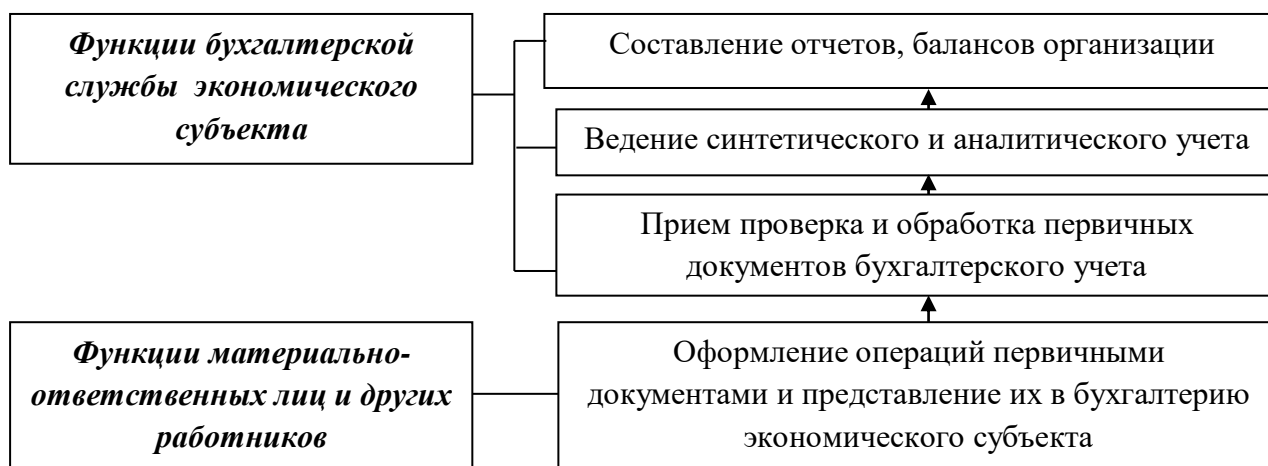 Функции бухгалтерской
службы экономического
субъекта
Составление отчетов, балансов организации
Ведение синтетического и аналитического учета
Прием проверка и обработка первичных
документов бухгалтерского учета
Функции материально-
ответственных лиц и других
работников
Оформление операций первичными
документами и представление их в бухгалтерию
экономического субъекта